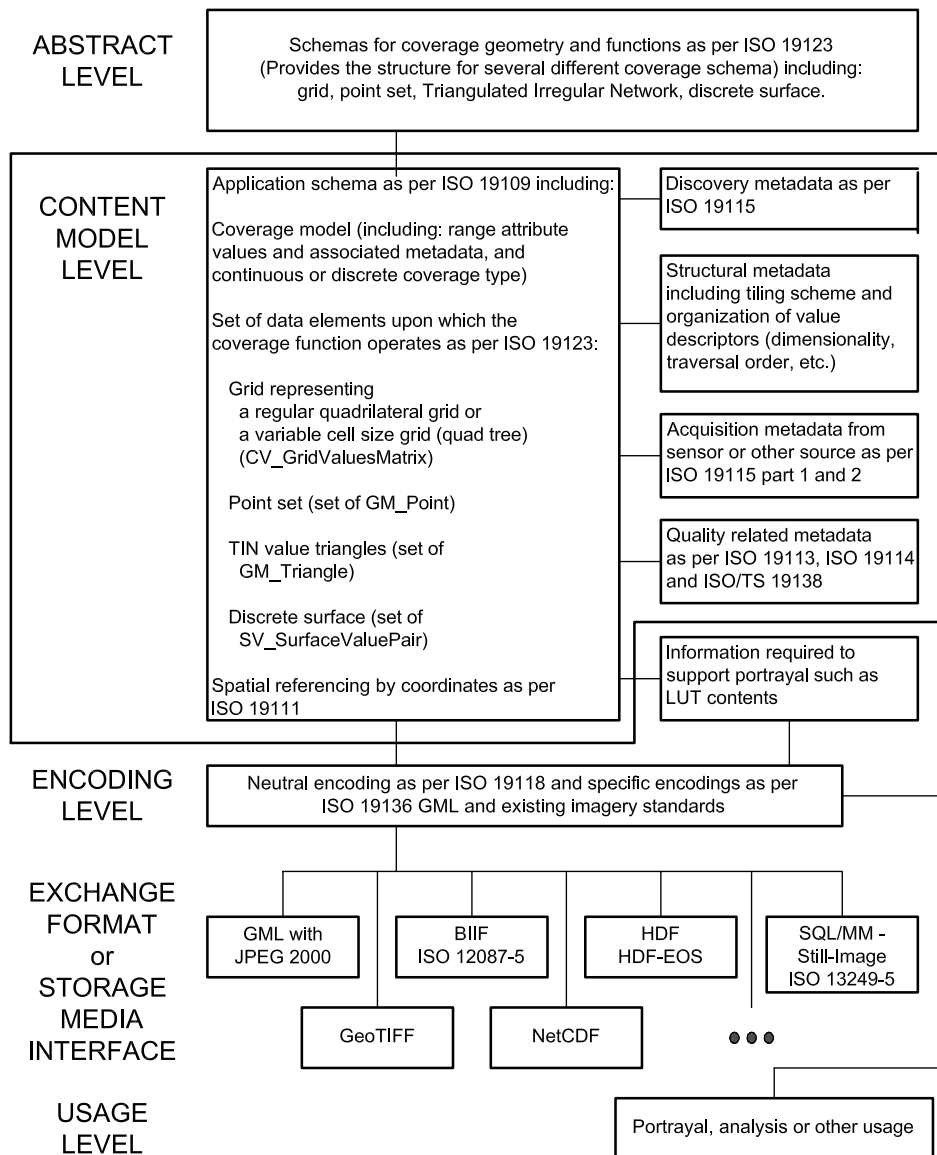 ABSTRACT
LEVEL
Schemas for coverage geometry and functions as per ISO 19123
(Provides the structure for several different coverage schema) including:
grid, point set, Triangulated Irregular Network, discrete surface.
CONTENT
MODEL
LEVEL
Application schema as per ISO 19109 including:
Coverage model (including: range attribute
values and associated metadata, and
continuous or discrete coverage type)
Set of data elements upon which the
coverage function operates as per ISO 19123:
Grid representing
a regular quadrilateral grid or
a variable cell size grid (quad tree)
(CV_GridValuesMatrix)
Point set (set of GM_Point)
TIN value triangles (set of
GM_Triangle)
Discrete surface (set of
SV_SurfaceValuePair)
Spatial referencing by coordinates as per
ISO 19111
Discovery metadata as per
ISO 19115
Structural metadata
including tiling scheme and
organization of value
descriptors (dimensionality,
traversal order, etc.)
Acquisition metadata from
sensor or other source as per
ISO 19115 part 1 and 2
Quality related metadata
as per ISO 19113, ISO 19114
and ISO/TS 19138
Information required to
support portrayal such as
LUT contents
ENCODING
LEVEL
Neutral encoding as per ISO 19118 and specific encodings as per
ISO 19136 GML and existing imagery standards
EXCHANGE
FORMAT
or
STORAGE
MEDIA
INTERFACE
GML with
JPEG 2000
BIIF
ISO 12087-5
HDF
HDF-EOS
SQL/MM -
Still-Image
ISO 13249-5
GeoTIFF
NetCDF
USAGE
LEVEL
Portrayal, analysis or other usage